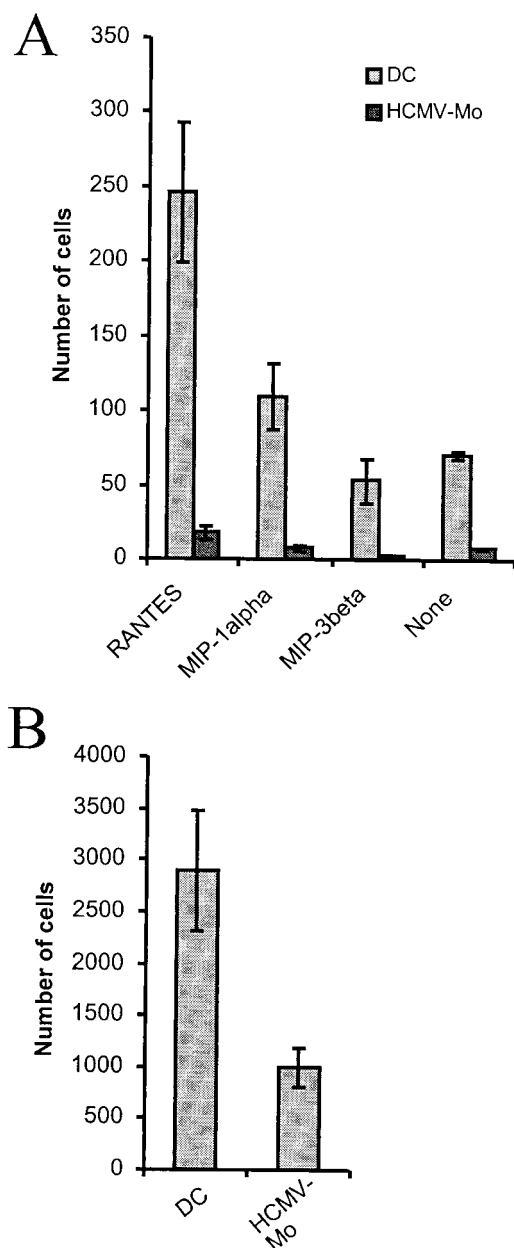 A
350
300
250
200
150
100
50
0
Number of cells
DC
HCMV-Mo
RANTES
MIP-1alpha
MIP-3beta
None
B
4000
3500
3000
2500
2000
1500
1000
500
0
Number of cells
DC
HCMV-
Mo